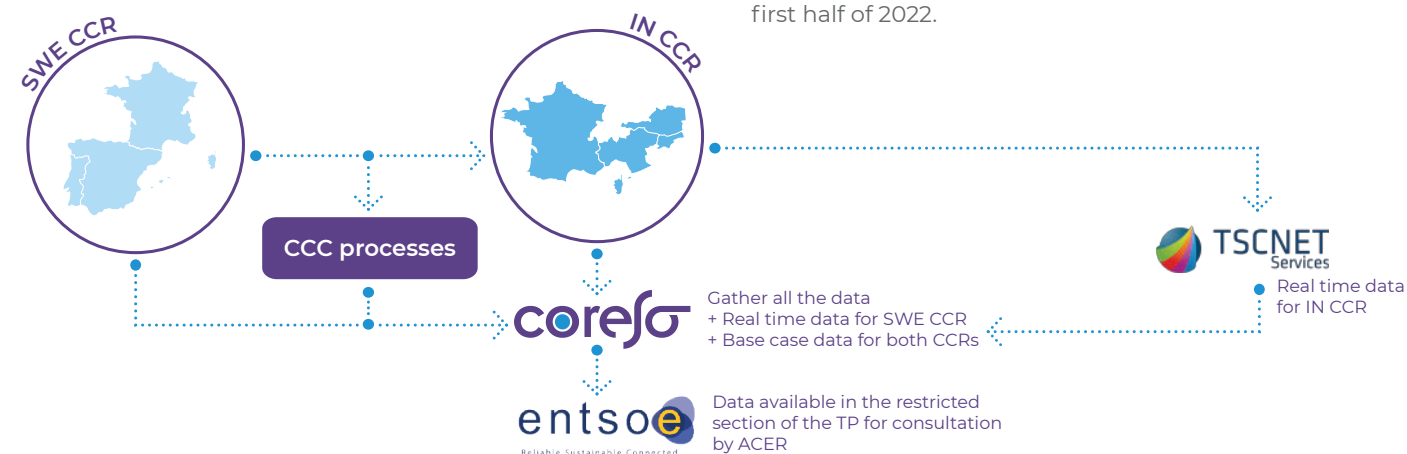 first half of 2022.
SWE CCR
IN CCR
CCC processes
TSCNET
Services
Real time data
for IN CCR
coreso
Gather all the data
+ Real time data for SWE CCR
+ Base case data for both CCRs
entsoe
Reliable Sustainable Connected
Data available in the restricted
section of the TP for consultation
by ACER